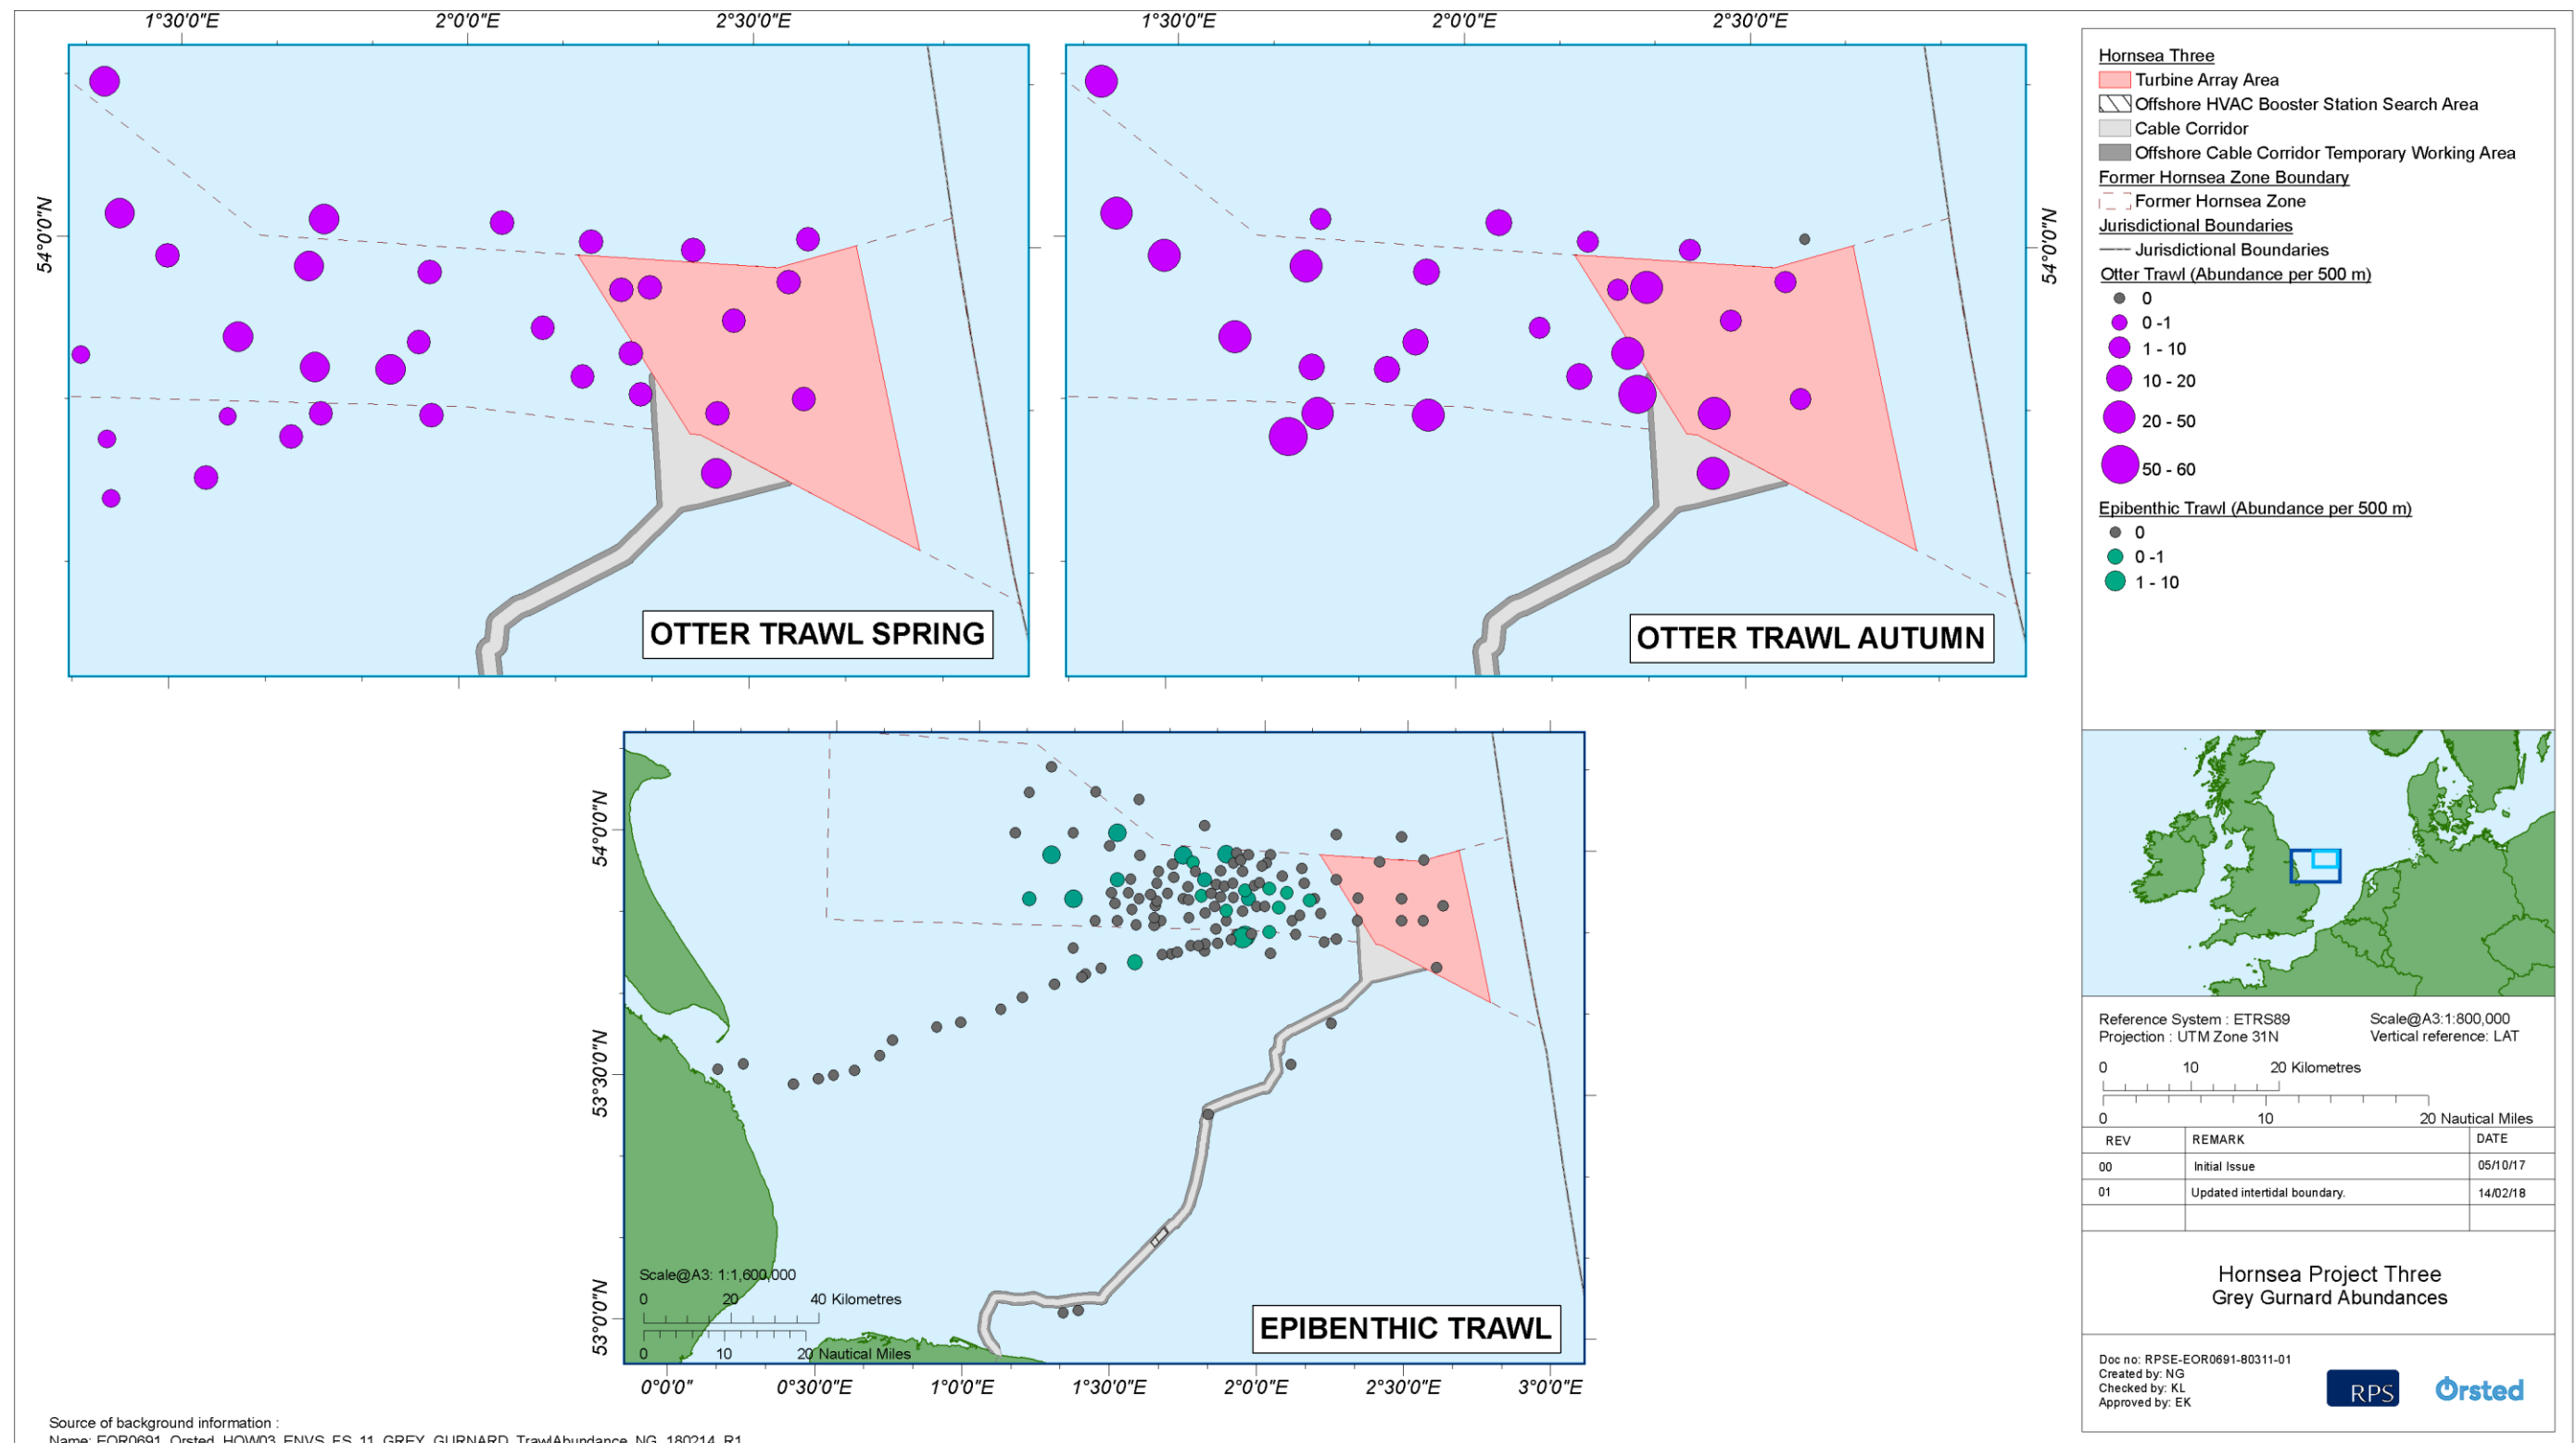 1°30'0"E 2°0'0"E 2°30'0"E
1°30'0"E 2°0'0"E 2°30'0"E
54°0'0"N
54°0'0"N
OTTER TRAWL SPRING
OTTER TRAWL AUTUMN
Hornsea Three
Turbine Array Area
Offshore HVAC Booster Station Search Area
Cable Corridor
Offshore Cable Corridor Temporary Working Area
Former Hornsea Zone Boundary
Former Hornsea Zone
Jurisdictional Boundaries
Jurisdictional Boundaries
Otter Trawl (Abundance per 500 m)
0
0 -1
1 - 10
10 - 20
20 - 50
50 - 60
Epibenthic Trawl (Abundance per 500 m)
0
0 -1
1 - 10
54°0'0"N
53°30'0"N
53°0'0"N
Scale@A3: 1:1,600,000
0 20 40 Kilometres
0 10 20 Nautical Miles
EPIBENTHIC TRAWL
0°0'0" 0°30'0"E 1°0'0"E 1°30'0"E 2°0'0"E 2°30'0"E 3°0'0"E
Reference System : ETRS89 Scale@A3:1:800,000
Projection : UTM Zone 31N Vertical reference: LAT
0 10 20 Kilometres
0 10 20 Nautical Miles
REV REMARK DATE
00 Initial Issue 05/10/17
01 Updated intertidal boundary. 14/02/18
Hornsea Project Three
Grey Gurnard Abundances
Doc no: RPSE-EOR0691-80311-01
Created by: NG
Checked by: KL
Approved by: EK
RPS
Ørsted
Source of background information :
Name: EOR0691_Orsted_HOW03_ENVS_ES_11_GREY_GURNARD_TrawlAbundance_NG_180214_R1